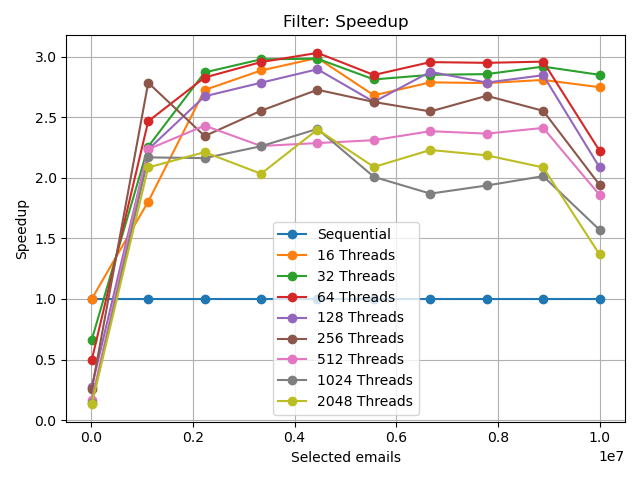 Filter: Speedup
Speedup
3.0
2.5
2.0
1.5
1.0
0.5
0.0
Sequential
16 Threads
32 Threads
64 Threads
128 Threads
256 Threads
512 Threads
1024 Threads
2048 Threads
0.0 0.2 0.4 0.6 0.8 1.0
1e7
Selected emails